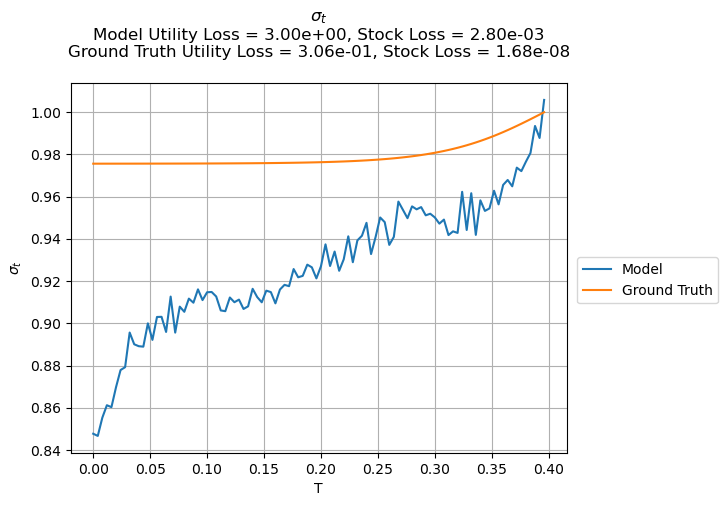 σₜ
Model Utility Loss = 3.00e+00, Stock Loss = 2.80e-03
Ground Truth Utility Loss = 3.06e-01, Stock Loss = 1.68e-08
1.00
0.98
0.96
0.94
0.92
0.90
0.88
0.86
0.84
σₜ
0.00 0.05 0.10 0.15 0.20 0.25 0.30 0.35 0.40
T
Model
Ground Truth